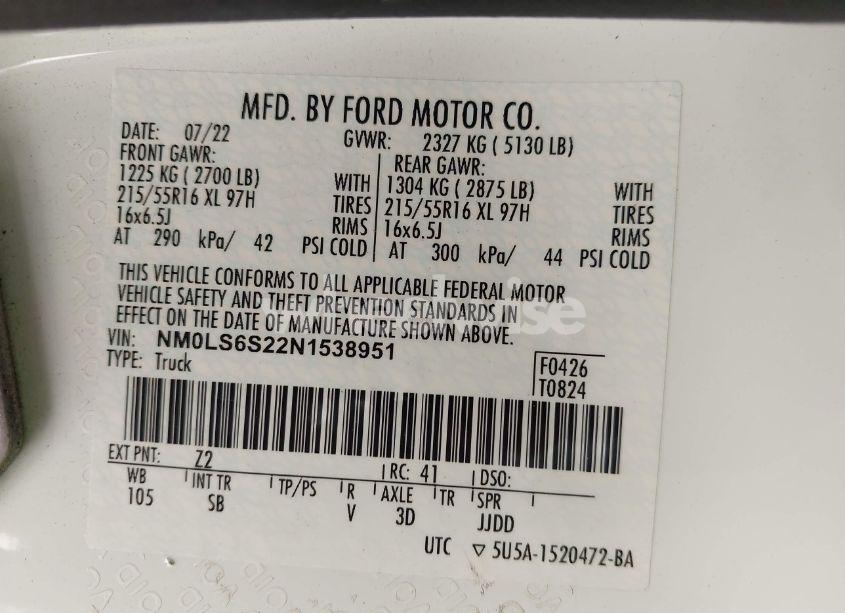 MFD. BY FORD MOTOR CO.
DATE: 07/22 GVWR: 2327 KG ( 5130 LB)
FRONT GAWR: REAR GAWR:
1225 KG ( 2700 LB) WITH 1304 KG ( 2875 LB) WITH
215/55R16 XL 97H TIRES 215/55R16 XL 97H TIRES
16x6.5J RIMS 16x6.5J RIMS
AT 290 kPa/ 42 PSI COLD AT 300 kPa/ 44 PSI COLD
THIS VEHICLE CONFORMS TO ALL APPLICABLE FEDERAL MOTOR
VEHICLE SAFETY AND THEFT PREVENTION STANDARDS IN
EFFECT ON THE DATE OF MANUFACTURE SHOWN ABOVE.
VIN: NM0LS6S22N1538951
TYPE: Truck
F0426
T0824
EXT PNT: Z2 RC: 41 DSO:
WB INT TR TP/PS R AXLE TR SPR
105 SB V 3D JJDD
UTC ▽ 5U5A-1520472-BA